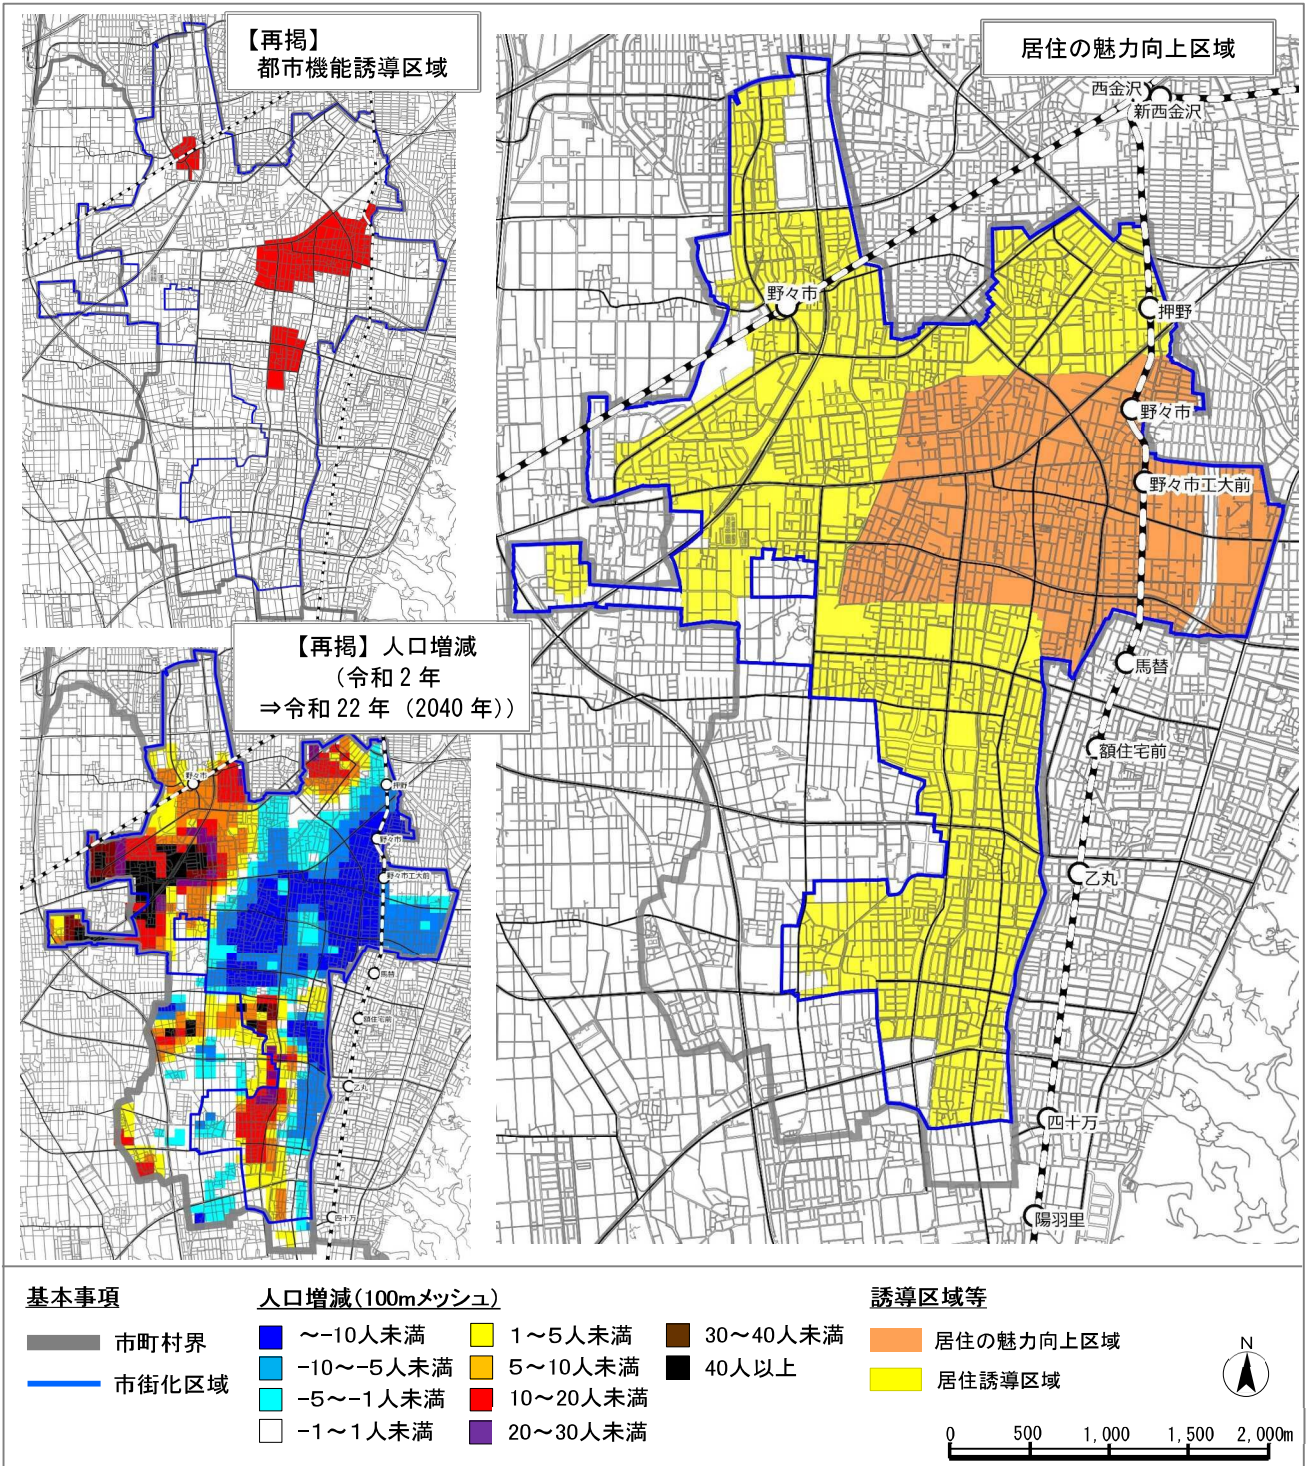 【再掲】
都市機能誘導区域
居住の魅力向上区域
西金沢
新西金沢
野々市
押野
野々市
野々市工大前
馬替
額住宅前
乙丸
四十万
陽羽里
【再掲】人口増減
(令和2年
⇒令和22年(2040年))
野々市
押野
野々市
野々市工大前
馬替
額住宅前
乙丸
四十万
基本事項
市町村界
市街化区域
人口増減(100mメッシュ)
～-10人未満
-10～-5人未満
-5～-1人未満
-1～1人未満
1～5人未満
5～10人未満
10～20人未満
20～30人未満
30～40人未満
40人以上
誘導区域等
居住の魅力向上区域
居住誘導区域
N
0 500 1,000 1,500 2,000m